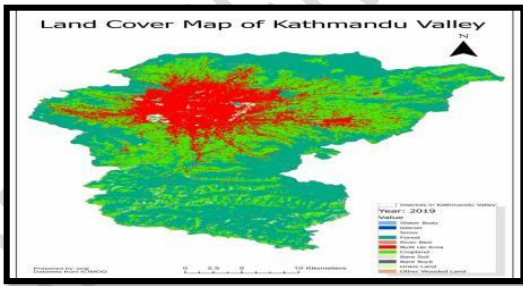 Land Cover Map of Kathmandu Valley
N
Districts in Kathmandu Valley
Year: 2019
Value
Water Body
Glacier
Snow
Forest
River Bed
Built Up Area
Cropland
Bare Soil
Bare Rock
Grass Land
Other Wooded Land
Prepared by:
Datasets from ICIMOD
0 2.5 5 10 Kilometers